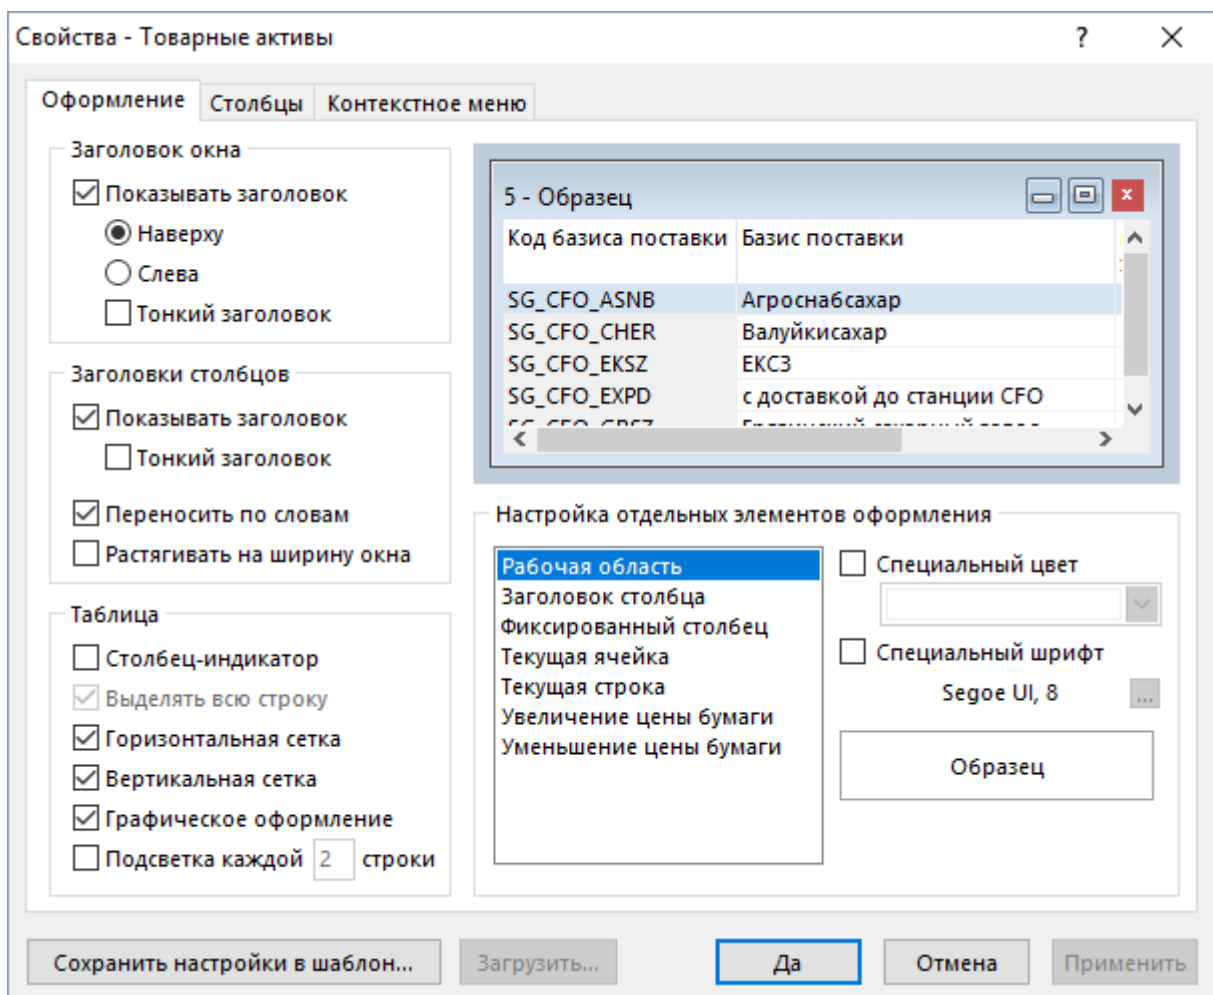 Свойства - Товарные активы
Оформление Столбцы Контекстное меню
Заголовок окна
Показывать заголовок
Наверху
Слева
Тонкий заголовок
Заголовки столбцов
Показывать заголовок
Тонкий заголовок
Переносить по словам
Растягивать на ширину окна
Таблица
Столбец-индикатор
Выделять всю строку
Горизонтальная сетка
Вертикальная сетка
Графическое оформление
Подсветка каждой 2 строки
5 - Образец
Код базиса поставки Базис поставки
SG_CFO_ASNB Агроснабсахар
SG_CFO_CHER Валуйкисахар
SG_CFO_EKSZ ЕКСЗ
SG_CFO_EXPD с доставкой до станции CFO
Настройка отдельных элементов оформления
Рабочая область
Заголовок столбца
Фиксированный столбец
Текущая ячейка
Текущая строка
Увеличение цены бумаги
Уменьшение цены бумаги
Специальный цвет
Специальный шрифт
Segoe UI, 8
...
Образец
Сохранить настройки в шаблон... Загрузить... Да Отмена Применить